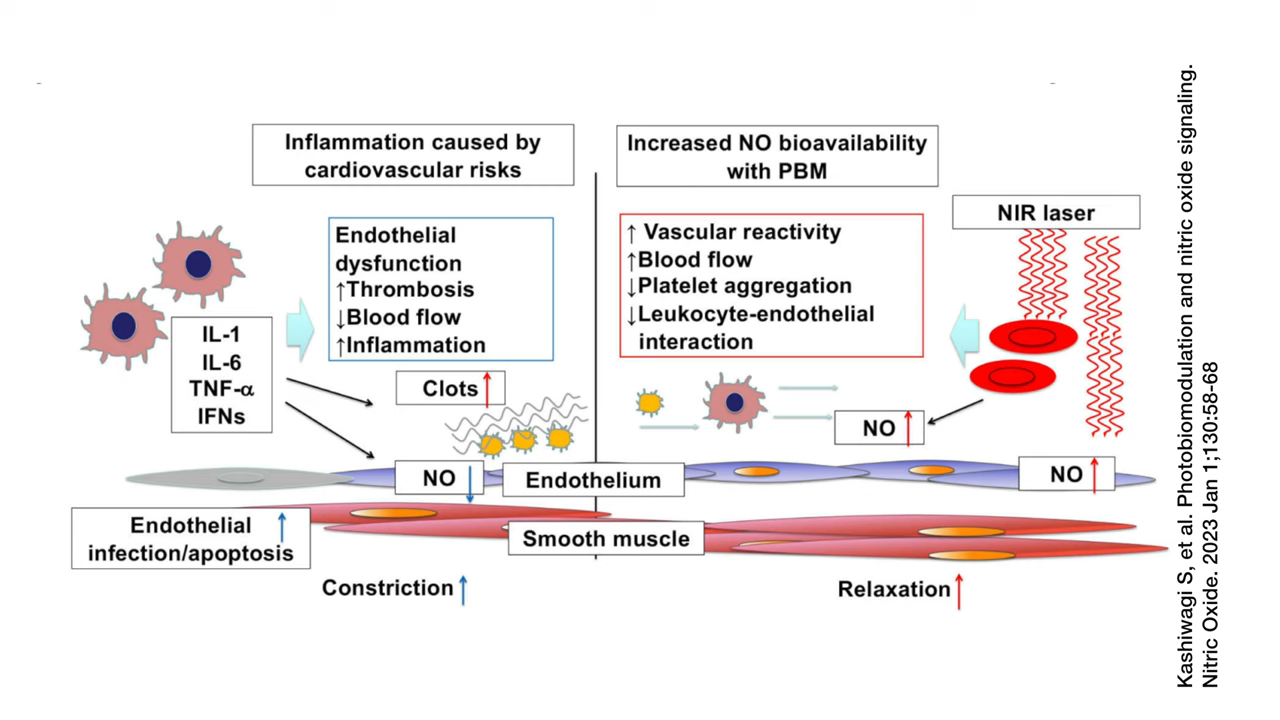 Inflammation caused by
cardiovascular risks
Increased NO bioavailability
with PBM
NIR laser
Endothelial
dysfunction
↑Thrombosis
↓Blood flow
↑Inflammation
↑ Vascular reactivity
↑Blood flow
↓Platelet aggregation
↓Leukocyte-endothelial
interaction
IL-1
IL-6
TNF-α
IFNs
Clots↑
NO↑
NO↓
Endothelium
NO↑
Endothelial ↑
infection/apoptosis
Smooth muscle
Constriction↑
Relaxation↑
Kashiwagi S, et al. Photobiomodulation and nitric oxide signaling.
Nitric Oxide. 2023 Jan 1;130:58-68